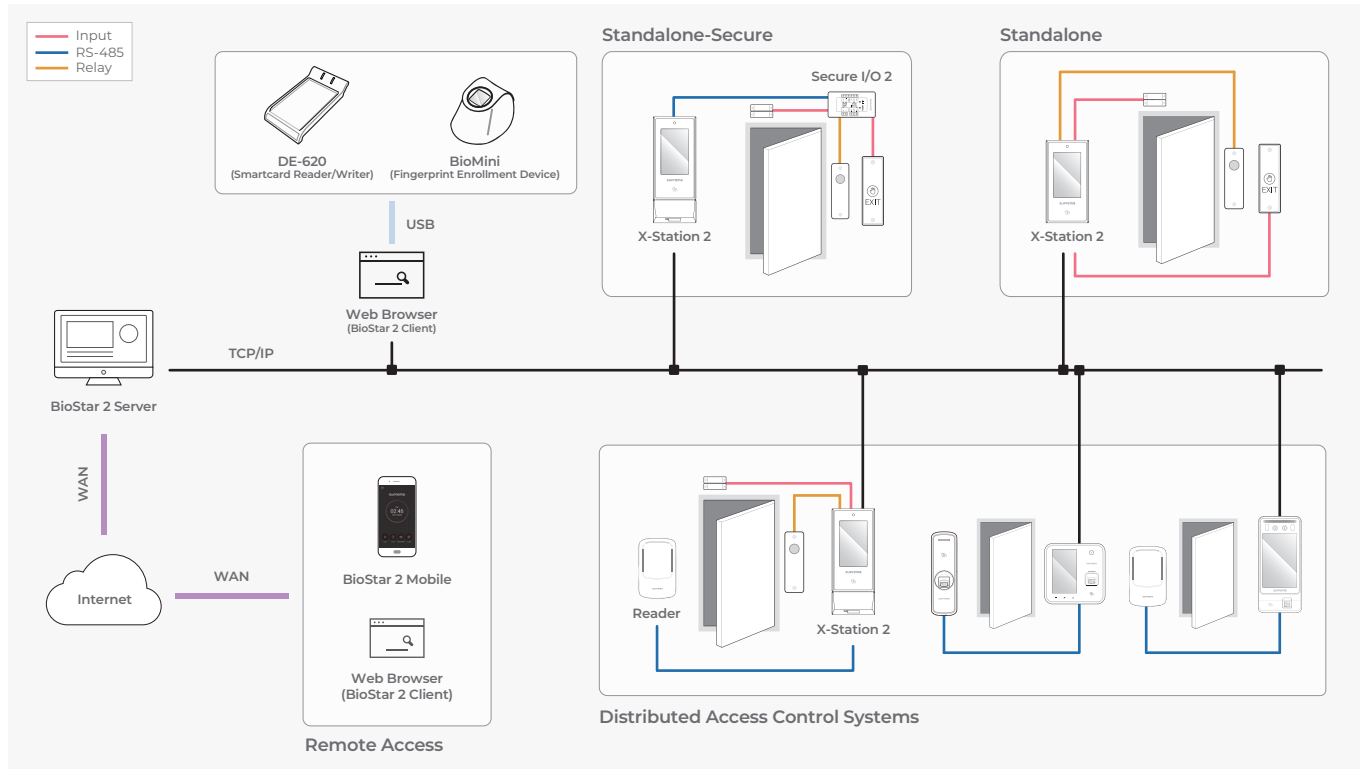 Input
RS-485
Relay
DE-620
(Smartcard Reader/Writer)
BioMini
(Fingerprint Enrollment Device)
USB
Web Browser
(BioStar 2 Client)
TCP/IP
BioStar 2 Server
WAN
Internet
WAN
BioStar 2 Mobile
Web Browser
(BioStar 2 Client)
Remote Access
Standalone-Secure
Secure I/O 2
EXIT
X-Station 2
Standalone
EXIT
X-Station 2
Reader
X-Station 2
Distributed Access Control Systems